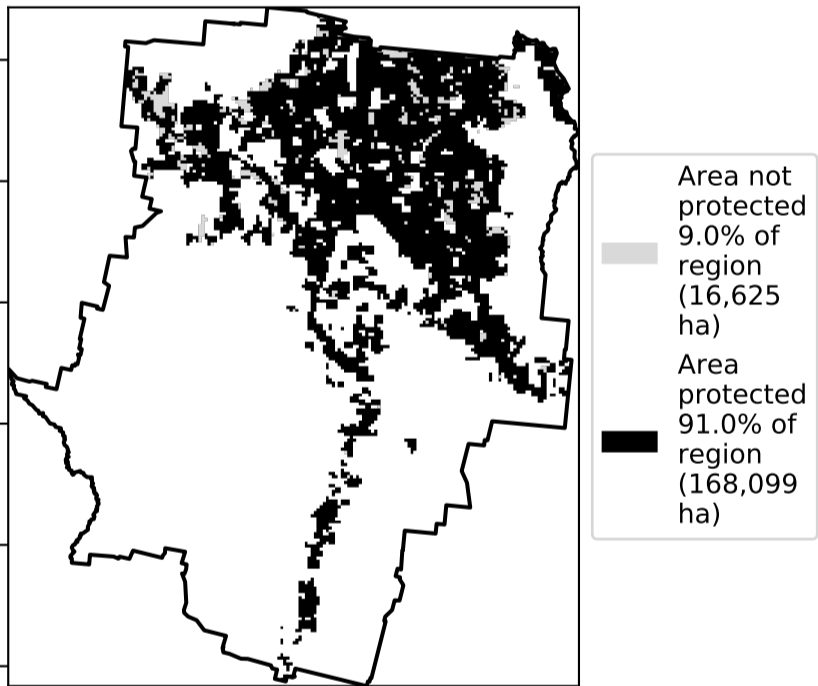 Area not
protected
9.0% of
region
(16,625
ha)
Area
protected
91.0% of
region
(168,099
ha)